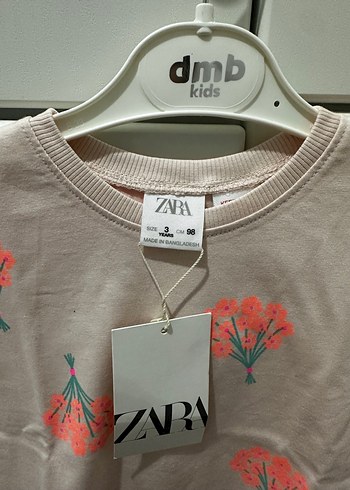 dmb
kids
ZARA
SIZE 3 YEARS CM 98
MADE IN BANGLADESH
ZARA